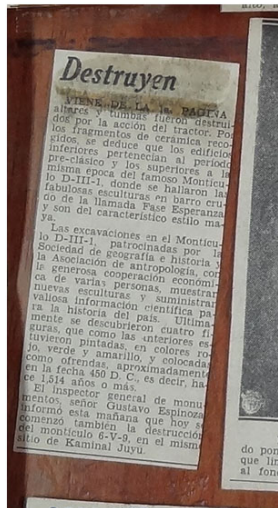 Destruyen
VIENE DE LA 1a. PAGINA
altares y tumbas fueron destruí-
dos por la acción del tractor. Por
los fragmentos de cerámica reco-
gidos, se deduce que los edificios
inferiores pertenecían al período
pre-clásico y los superiores a la
misma época del famoso Montícu-
lo D-III-1, donde se hallaron las
fabulosas esculturas en barro cru-
do de la llamada Fase Esperanza
y son del característico estilo ma-
ya.
Las excavaciones en el Montícu-
lo D-III-1, patrocinadas por la
Sociedad de geografía e historia y
la Asociación de antropología, con
la generosa cooperación económi-
ca de varias personas, muestran
nuevas esculturas y suministran
valiosa información científica pa-
ra la historia del país. Ultima-
mente se descubrieron cuatro fi-
guras, que como las anteriores es-
tuvieron pintadas, en colores ro-
jo, verde y amarillo, y colocadas
como ofrendas, aproximadamente
en la fecha 450 D. C., es decir, ha-
ce 1,514 años o más.
El inspector general de monu-
mentos, señor Gustavo Espinoza
informó esta mañana que hoy se
comenzó también la destrucción
del montículo 6-V-9, en el mismo
sitio de Kaminal Juyu.
do pon
que lin
al fond